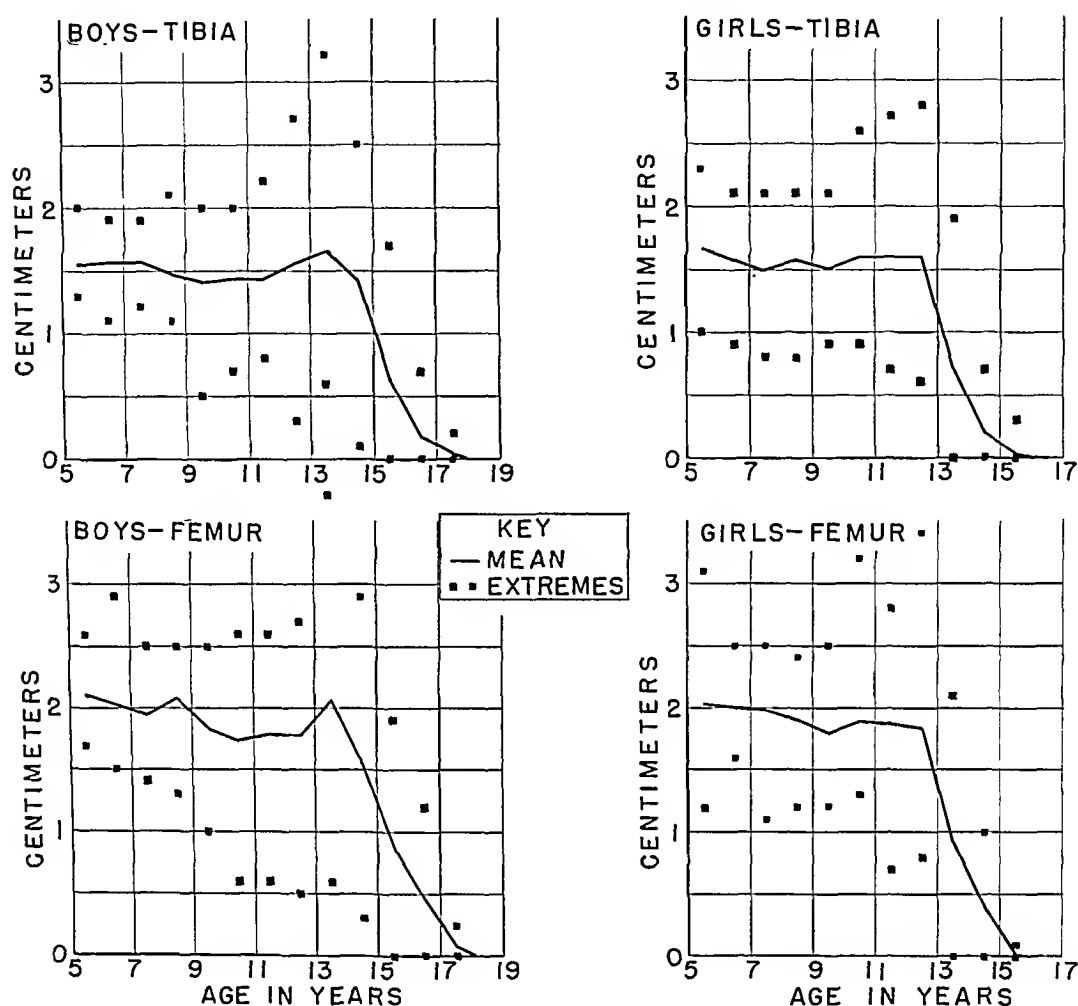 BOYS-TIBIA
3
2
1
0
CENTIMETERS
5 7 9 11 13 15 17 19
GIRLS-TIBIA
3
2
1
0
CENTIMETERS
5 7 9 11 13 15 17
BOYS-FEMUR
3
2
1
0
CENTIMETERS
5 7 9 11 13 15 17 19
AGE IN YEARS
KEY
MEAN
EXTREMES
GIRLS-FEMUR
3
2
1
0
CENTIMETERS
5 7 9 11 13 15 17
AGE IN YEARS